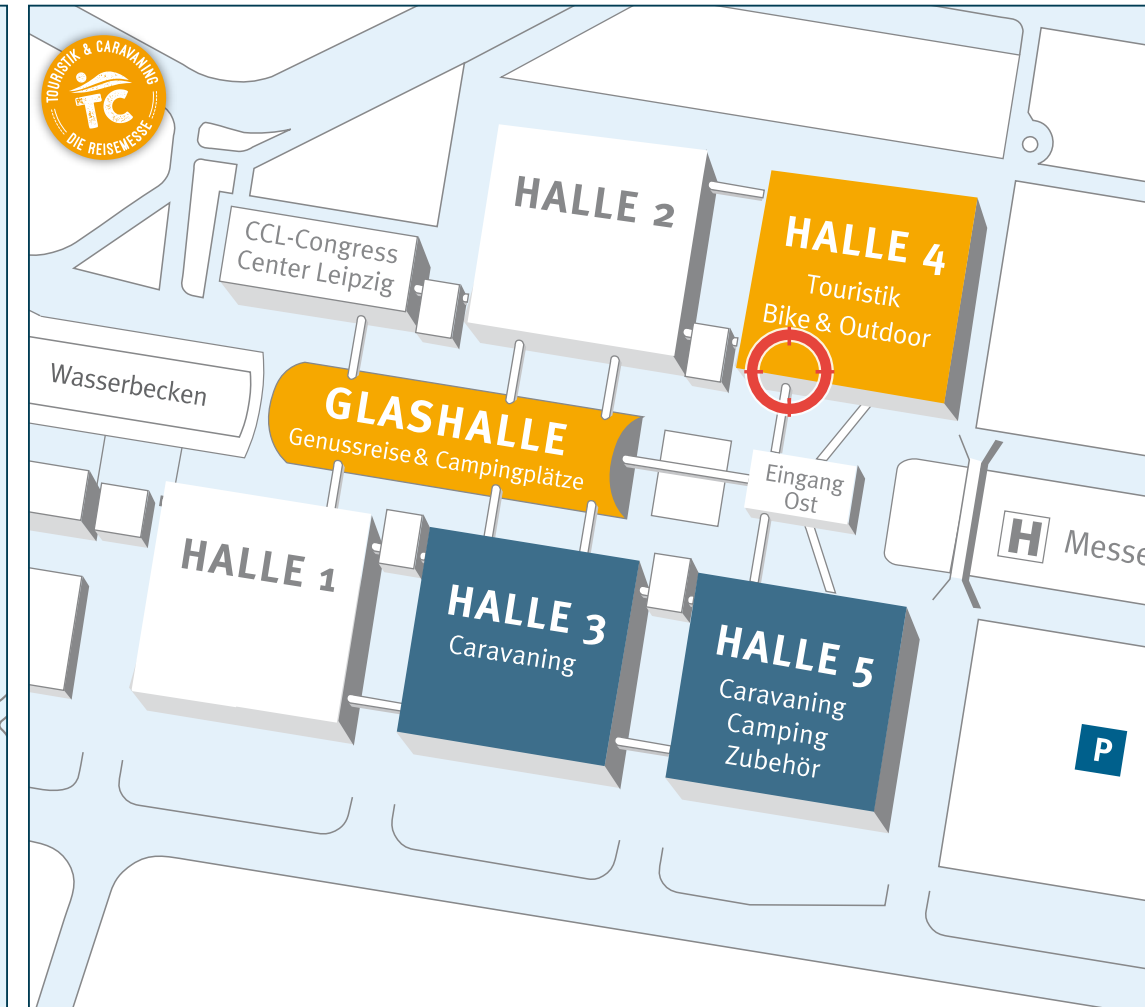 TOURISTIK & CARAVANING
TC
DIE REISEMESSE
HALLE 2
HALLE 4
Touristik
Bike & Outdoor
CCL-Congress
Center Leipzig
Wasserbecken
GLASHALLE
Genussreise & Campingplätze
Eingang
Ost
H Messe
HALLE 1
HALLE 3
Caravaning
HALLE 5
Caravaning
Camping
Zubehör
P